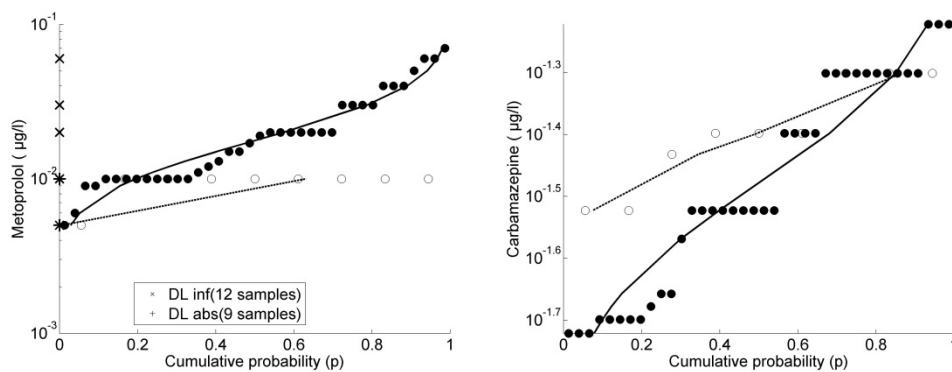 10^-1
10^-2
10^-3
Metoprolol ( µg/l)
× DL inf(12 samples)
+ DL abs(9 samples)
0 0.2 0.4 0.6 0.8 1
Cumulative probability (p)
10^-1.3
10^-1.4
10^-1.5
10^-1.6
10^-1.7
Carbamazepine ( µg/l)
0 0.2 0.4 0.6 0.8 1
Cumulative probability (p)